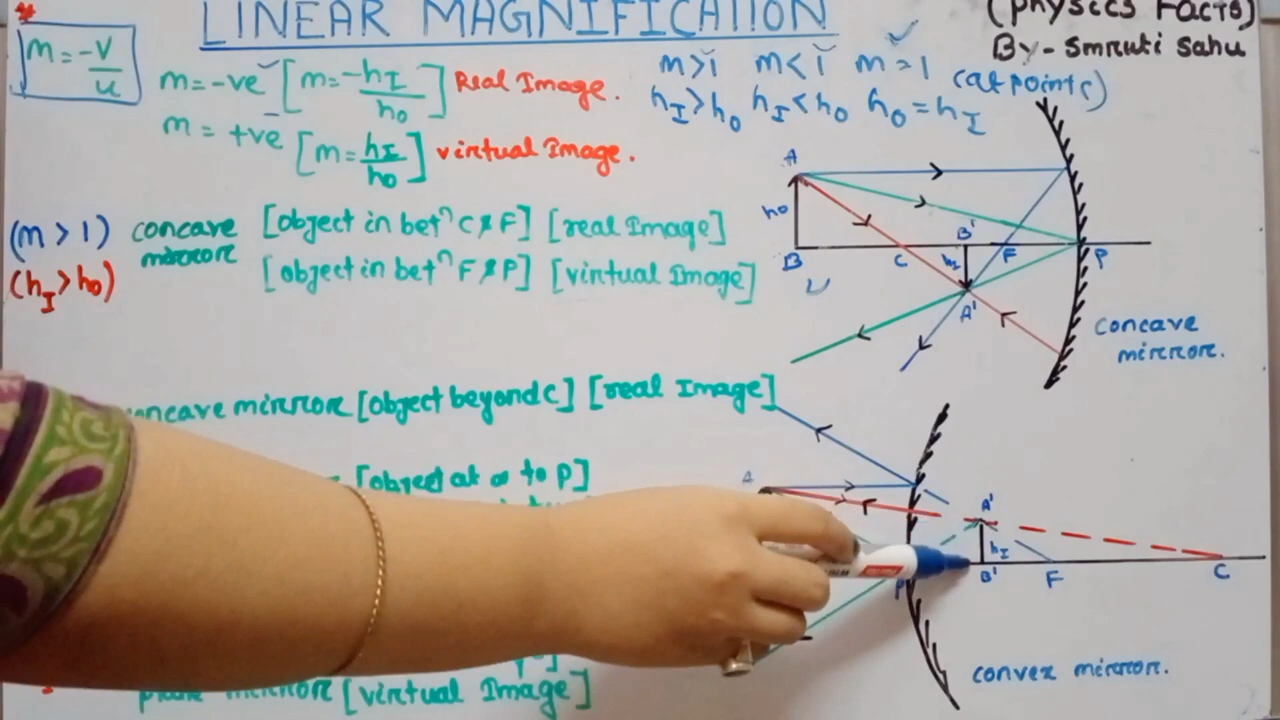 LINEAR MAGNIFICATION
(Physics Facts)
By - Smruti Sahu
m = -v/u
m = -ve [m = -hI/ho] Real Image.
m = +ve [m = hI/ho] virtual Image.
m>1 m<1 m=1 (at points)
hI>ho hI<ho ho = hI
(m > 1) concave mirror [object in betⁿ C & F] [real Image]
(hI > ho) [object in betⁿ F & P] [virtual Image]
A
ho
B
C
B'
hI
F
P
A'
concave
mirror.
concave mirror [object beyond C] [real Image]
[object at ∞ to P]
A
A'
hI
P
B'
F
C
convex mirror.
plane mirror [virtual Image]